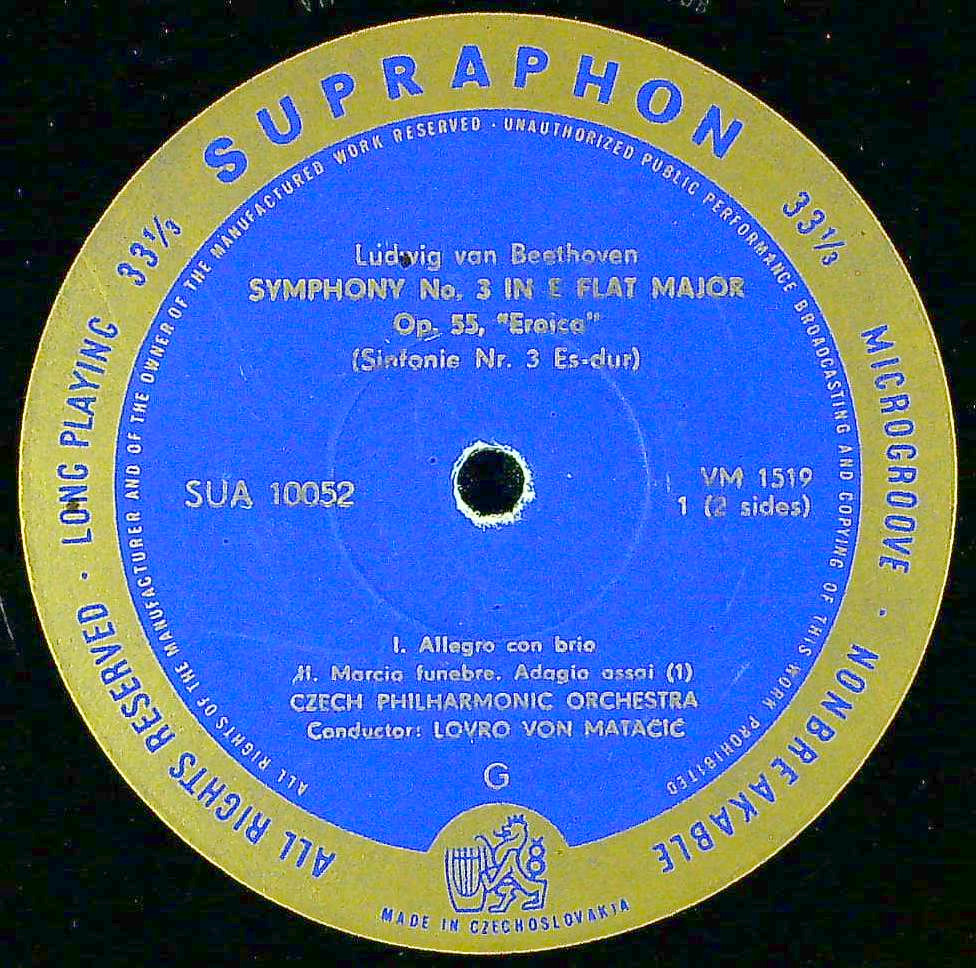 SUPRAPHON
33⅓
33⅓
LONG PLAYING
MICROGROOVE · NONBREAKABLE
ALL RIGHTS RESERVED ·
ALL RIGHTS OF THE MANUFACTURER AND OF THE OWNER OF THE MANUFACTURED WORK RESERVED · UNAUTHORIZED PUBLIC PERFORMANCE BROADCASTING AND COPYING OF THIS WORK PROHIBITED
Ludwig van Beethoven
SYMPHONY No. 3 IN E FLAT MAJOR
Op. 55, "Eroica"
(Sinfonie Nr. 3 Es-dur)
SUA 10052
VM 1519
1 (2 sides)
I. Allegro con brio
II. Marcia funebre. Adagio assai (1)
CZECH PHILHARMONIC ORCHESTRA
Conductor: LOVRO VON MATAČIĆ
G
MADE IN CZECHOSLOVAKIA